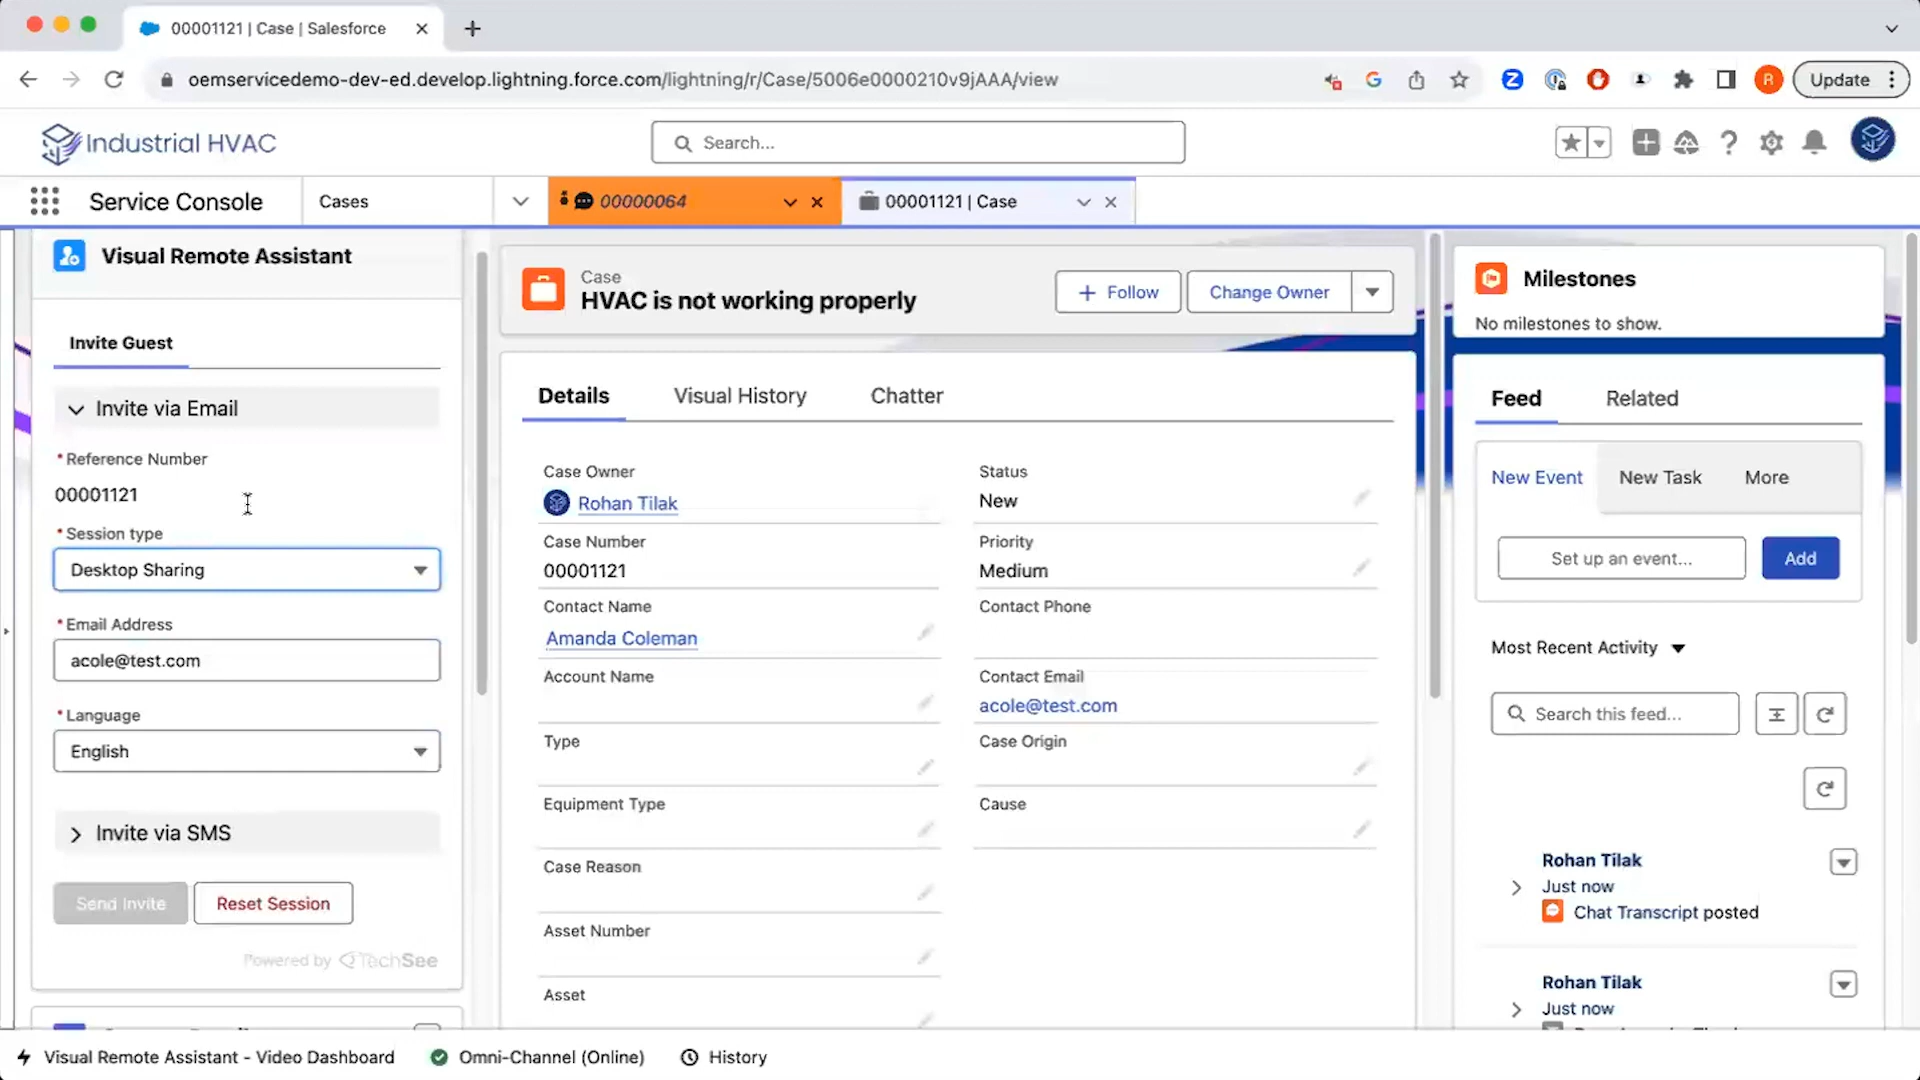 00001121 | Case | Salesforce
oemservicedemo-dev-ed.develop.lightning.force.com/lightning/r/Case/5006e0000210v9jAAA/view
Z
G
R
Update
Industrial HVAC
Search...
Service Console
Cases
00000064
00001121 | Case
Visual Remote Assistant
Invite Guest
Invite via Email
*Reference Number
00001121
*Session type
Desktop Sharing
*Email Address
acole@test.com
*Language
English
Invite via SMS
Send Invite
Reset Session
Powered by TechSee
Case
HVAC is not working properly
+ Follow
Change Owner
Details
Visual History
Chatter
Case Owner
Rohan Tilak
Status
New
Case Number
00001121
Priority
Medium
Contact Name
Amanda Coleman
Contact Phone
Account Name
Contact Email
acole@test.com
Type
Case Origin
Equipment Type
Cause
Case Reason
Asset Number
Asset
Milestones
No milestones to show.
Feed
Related
New Event
New Task
More
Set up an event...
Add
Most Recent Activity
Search this feed...
Rohan Tilak
Just now
Chat Transcript posted
Rohan Tilak
Just now
Visual Remote Assistant - Video Dashboard
Omni-Channel (Online)
History